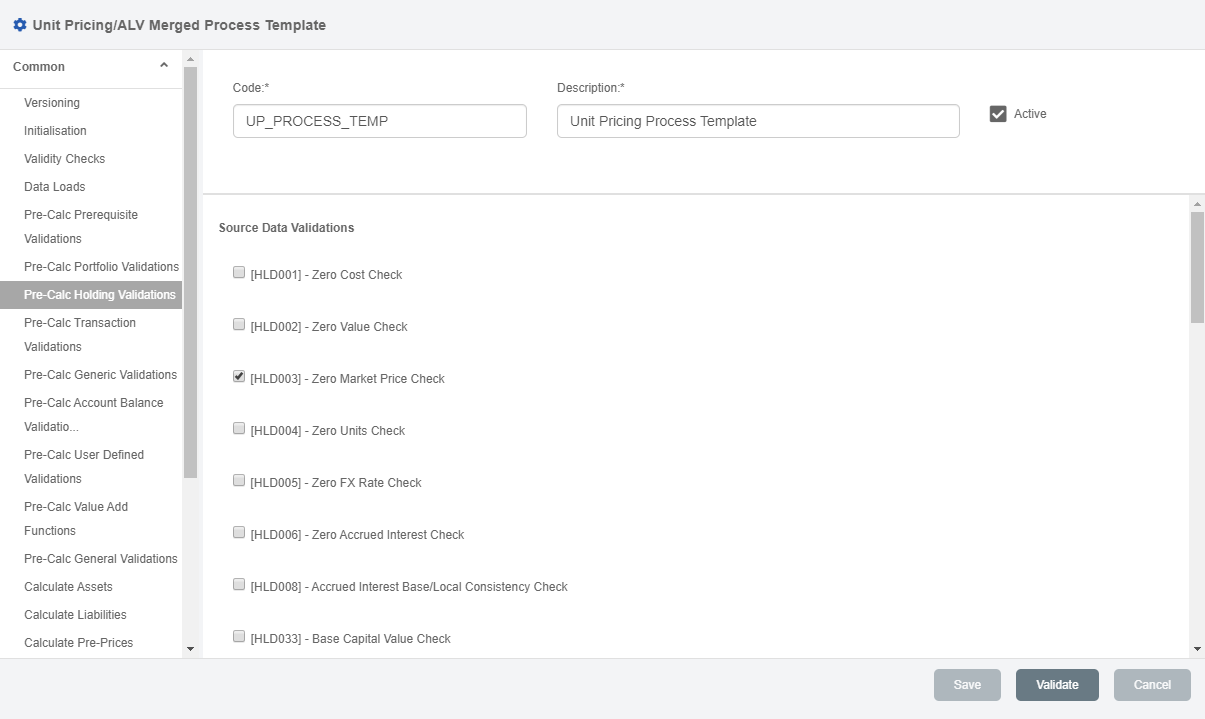 Unit Pricing/ALV Merged Process Template
Common
Versioning
Initialisation
Validity Checks
Data Loads
Pre-Calc Prerequisite
Validations
Pre-Calc Portfolio Validations
Pre-Calc Holding Validations
Pre-Calc Transaction
Validations
Pre-Calc Generic Validations
Pre-Calc Account Balance
Validatio...
Pre-Calc User Defined
Validations
Pre-Calc Value Add
Functions
Pre-Calc General Validations
Calculate Assets
Calculate Liabilities
Calculate Pre-Prices
Code:*
UP_PROCESS_TEMP
Description:*
Unit Pricing Process Template
Active
Source Data Validations
[HLD001] - Zero Cost Check
[HLD002] - Zero Value Check
[HLD003] - Zero Market Price Check
[HLD004] - Zero Units Check
[HLD005] - Zero FX Rate Check
[HLD006] - Zero Accrued Interest Check
[HLD008] - Accrued Interest Base/Local Consistency Check
[HLD033] - Base Capital Value Check
Save
Validate
Cancel